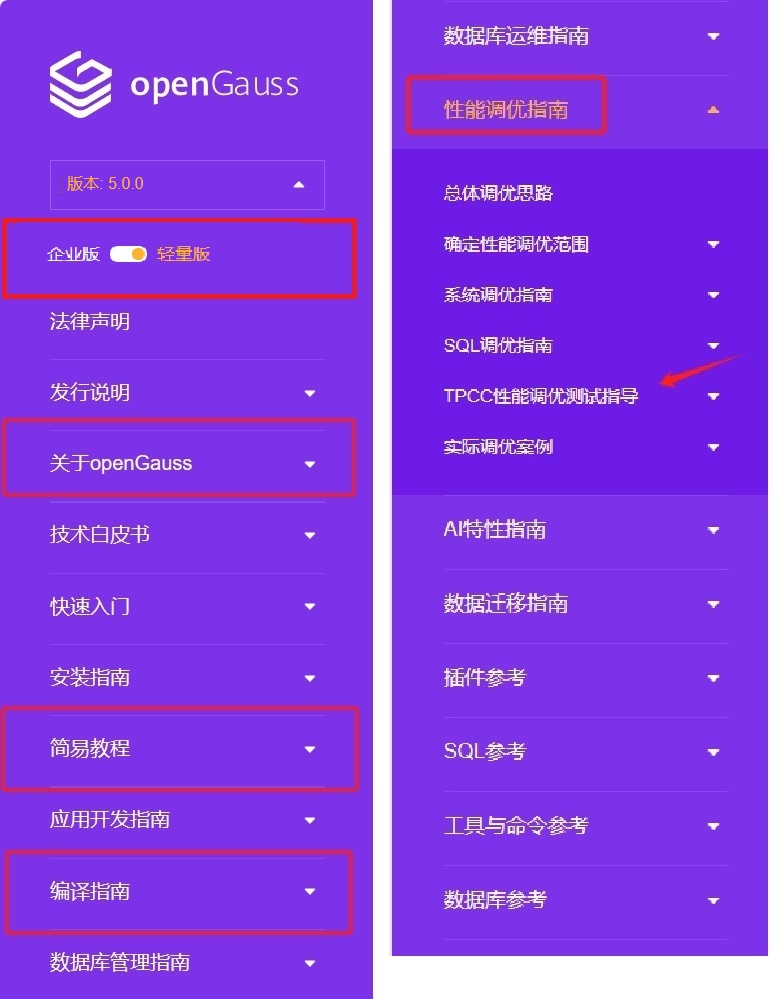 openGauss
版本: 5.0.0
企业版 轻量版
法律声明
发行说明
关于openGauss
技术白皮书
快速入门
安装指南
简易教程
应用开发指南
编译指南
数据库管理指南
数据库运维指南
性能调优指南
总体调优思路
确定性能调优范围
系统调优指南
SQL调优指南
TPCC性能调优测试指导
实际调优案例
AI特性指南
数据迁移指南
插件参考
SQL参考
工具与命令参考
数据库参考